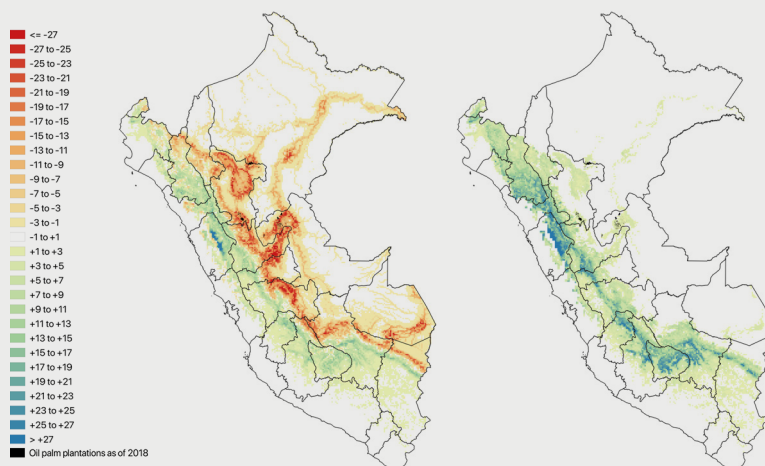 <= -27
-27 to -25
-25 to -23
-23 to -21
-21 to -19
-19 to -17
-17 to -15
-15 to -13
-13 to -11
-11 to -9
-9 to -7
-7 to -5
-5 to -3
-3 to -1
-1 to +1
+1 to +3
+3 to +5
+5 to +7
+7 to +9
+9 to +11
+11 to +13
+13 to +15
+15 to +17
+17 to +19
+19 to +21
+21 to +23
+23 to +25
+25 to +27
> +27
Oil palm plantations as of 2018